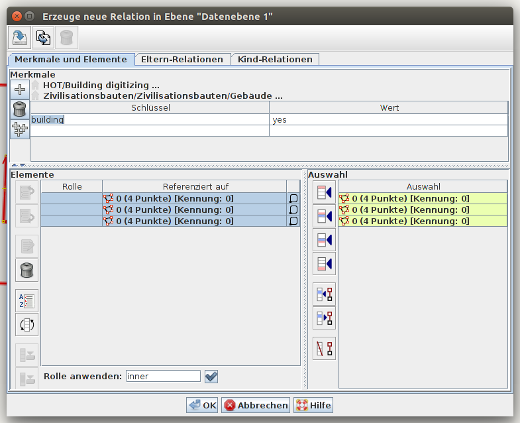 Erzeuge neue Relation in Ebene "Datenebene 1"
Merkmale und Elemente Eltern-Relationen Kind-Relationen
Merkmale
HOT/Building digitizing ...
Zivilisationsbauten/Zivilisationsbauten/Gebäude ...
Schlüssel Wert
building yes
Elemente Auswahl
Rolle Referenziert auf Auswahl
0 (4 Punkte) [Kennung: 0] 0 (4 Punkte) [Kennung: 0]
0 (4 Punkte) [Kennung: 0] 0 (4 Punkte) [Kennung: 0]
0 (4 Punkte) [Kennung: 0] 0 (4 Punkte) [Kennung: 0]
Rolle anwenden: inner
OK Abbrechen Hilfe